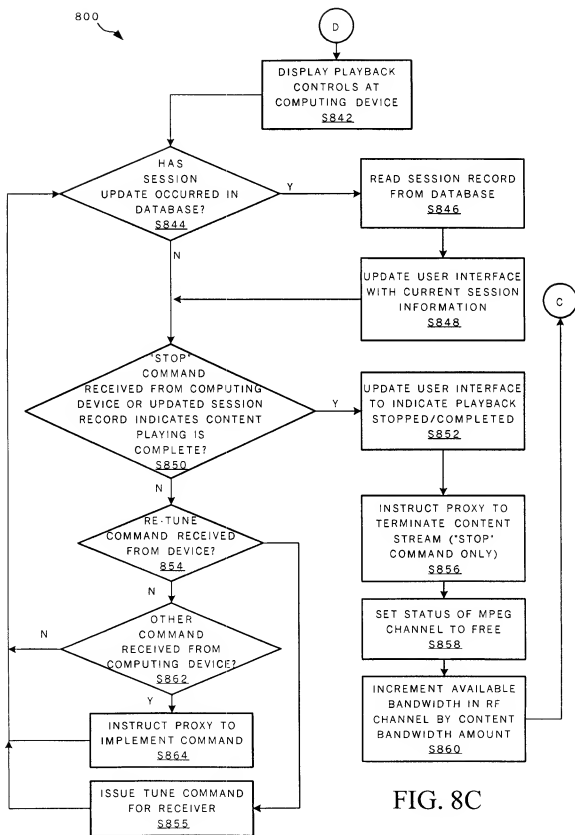 800
D
DISPLAY PLAYBACK
CONTROLS AT
COMPUTING DEVICE
S842
HAS
SESSION
UPDATE OCCURRED IN
DATABASE?
S844
Y
READ SESSION RECORD
FROM DATABASE
S846
N
UPDATE USER INTERFACE
WITH CURRENT SESSION
INFORMATION
S848
C
"STOP"
COMMAND
RECEIVED FROM COMPUTING
DEVICE OR UPDATED SESSION
RECORD INDICATES CONTENT
PLAYING IS
COMPLETE?
S850
Y
UPDATE USER INTERFACE
TO INDICATE PLAYBACK
STOPPED/COMPLETED
S852
N
RE-TUNE
COMMAND RECEIVED
FROM DEVICE?
854
INSTRUCT PROXY TO
TERMINATE CONTENT
STREAM ("STOP"
COMMAND ONLY)
S856
N
OTHER
COMMAND
RECEIVED FROM
COMPUTING DEVICE?
S862
N
SET STATUS OF MPEG
CHANNEL TO FREE
S858
Y
INSTRUCT PROXY TO
IMPLEMENT COMMAND
S864
INCREMENT AVAILABLE
BANDWIDTH IN RF
CHANNEL BY CONTENT
BANDWIDTH AMOUNT
S860
ISSUE TUNE COMMAND
FOR RECEIVER
S855
FIG. 8C